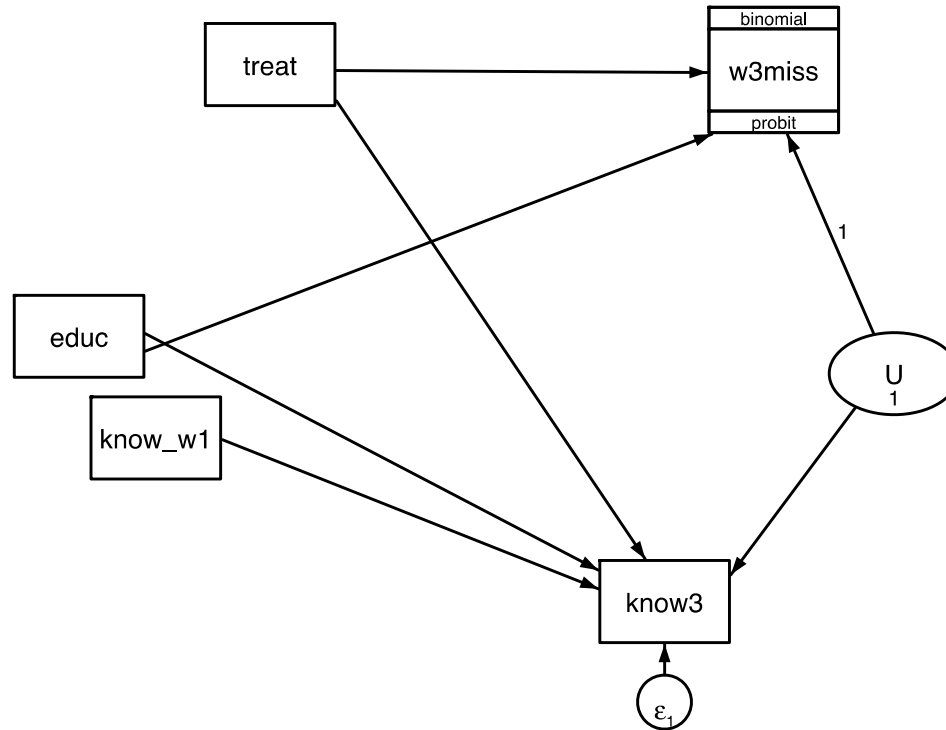 binomial
treat
w3miss
probit
1
educ
U
1
know_w1
know3
ε1